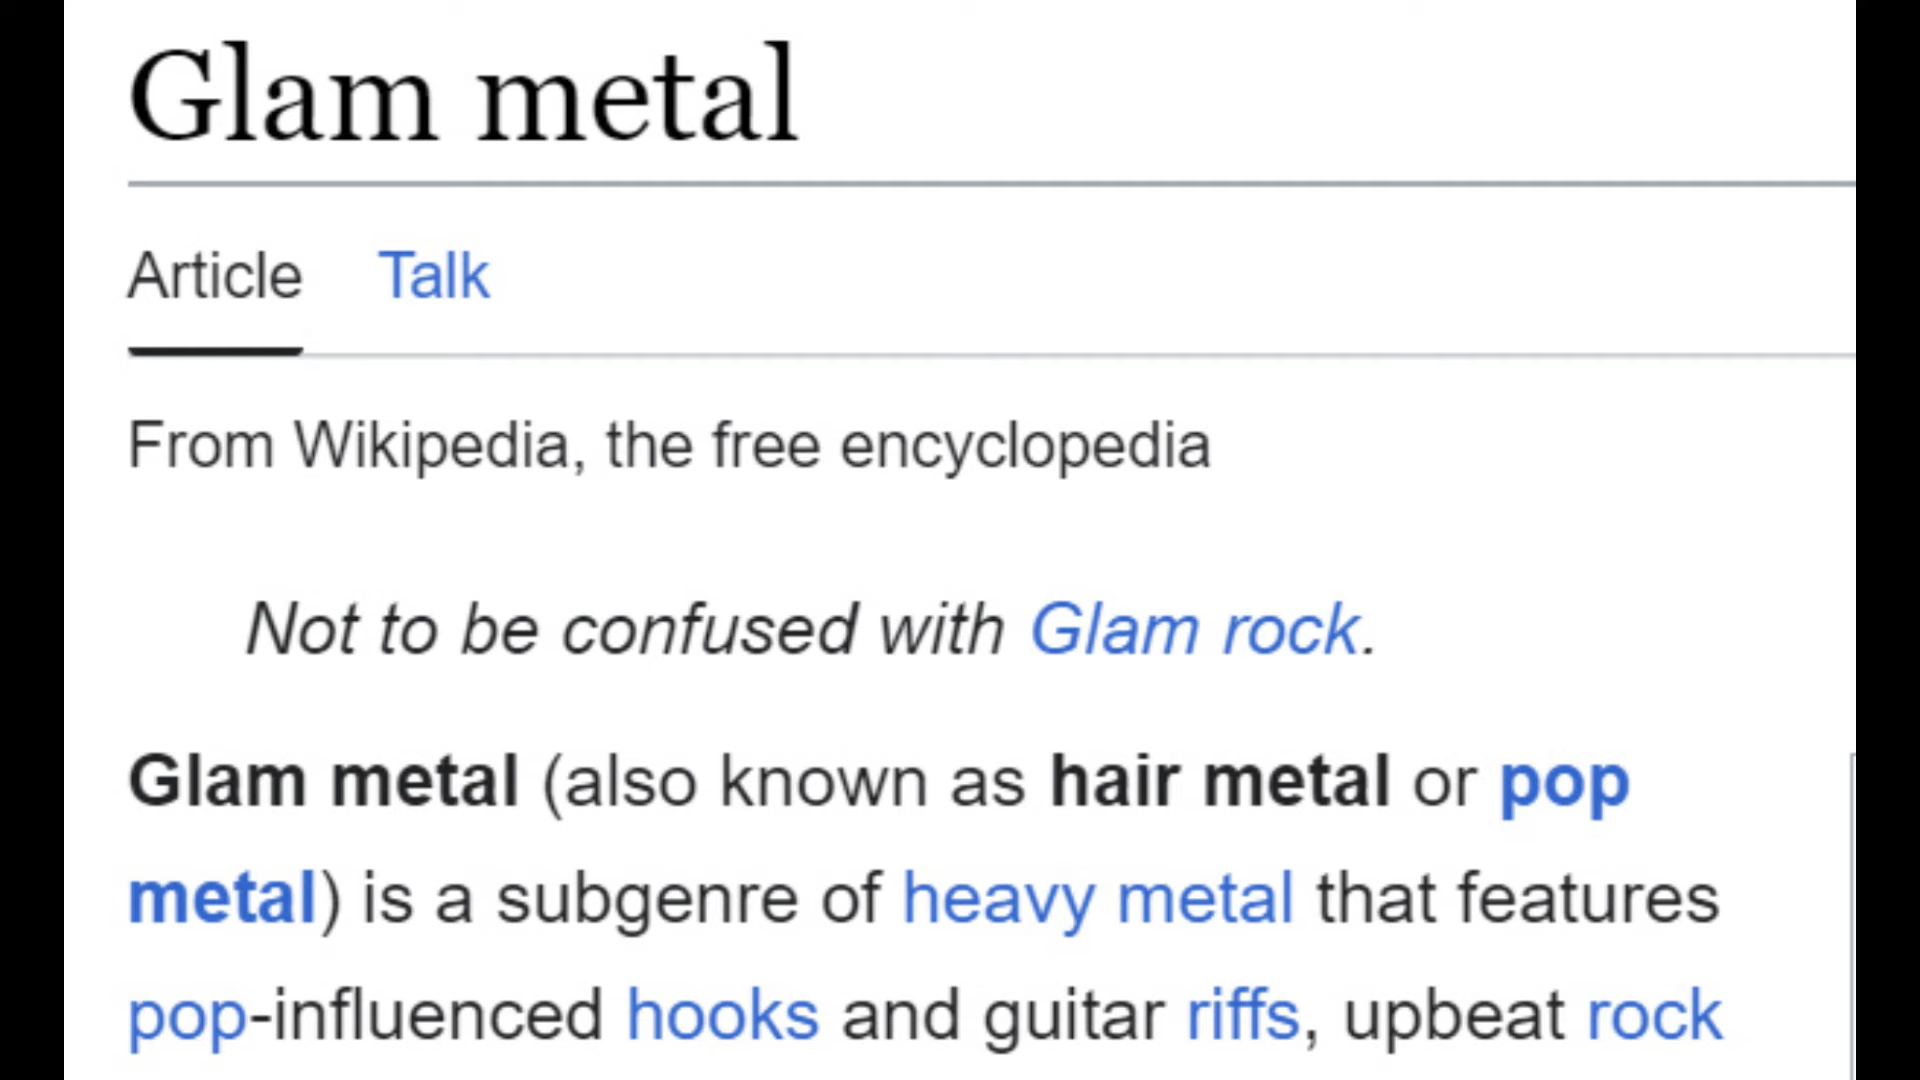 Glam metal
Article Talk
From Wikipedia, the free encyclopedia
Not to be confused with Glam rock.
Glam metal (also known as hair metal or pop
metal) is a subgenre of heavy metal that features
pop-influenced hooks and guitar riffs, upbeat rock